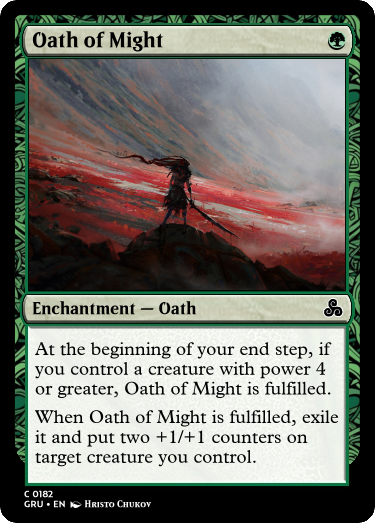 Oath of Might
Enchantment — Oath
At the beginning of your end step, if
you control a creature with power 4
or greater, Oath of Might is fulfilled.
When Oath of Might is fulfilled, exile
it and put two +1/+1 counters on
target creature you control.
C 0182
GRU • EN Hristo Chukov